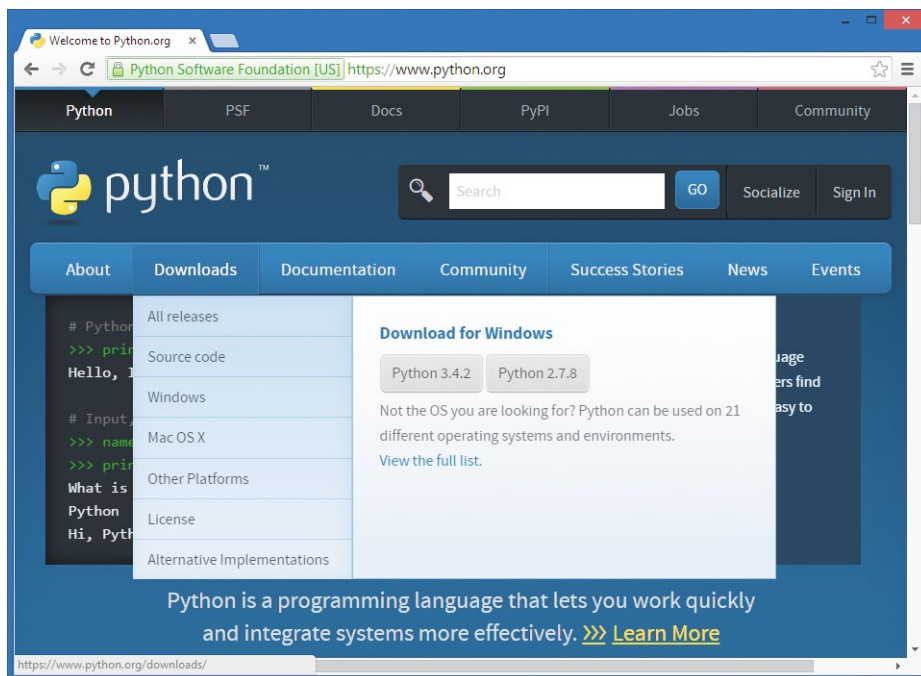 Welcome to Python.org
Python Software Foundation [US] https://www.python.org
Python PSF Docs PyPI Jobs Community
python™
Search GO Socialize Sign In
About Downloads Documentation Community Success Stories News Events
All releases
Source code
Windows
Mac OS X
Other Platforms
License
Alternative Implementations
Download for Windows
Python 3.4.2 Python 2.7.8
Not the OS you are looking for? Python can be used on 21
different operating systems and environments.
View the full list.
# Python
>>>
Hello,
# Input,
>>> name
>>>
What is
Python
Hi,
find
asy to
Python is a programming language that lets you work quickly
and integrate systems more effectively. >>> Learn More
https://www.python.org/downloads/